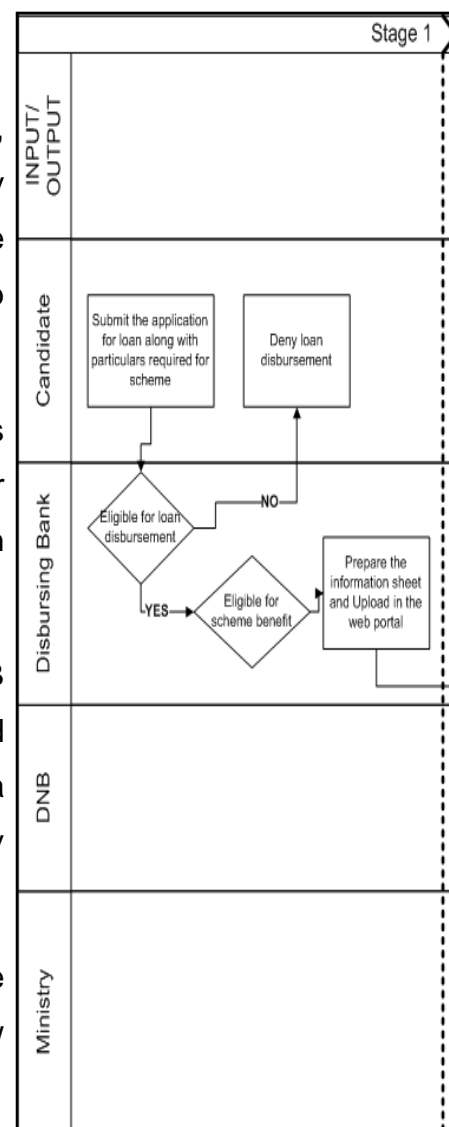 Stage 1
INPUT/
OUTPUT
Candidate
Submit the application
for loan along with
particulars required for
scheme
Deny loan
disbursement
Disbursing Bank
Eligible for loan
disbursement
NO
YES
Eligible for
scheme benefit
Prepare the
information sheet
and Upload in the
web portal
DNB
Ministry